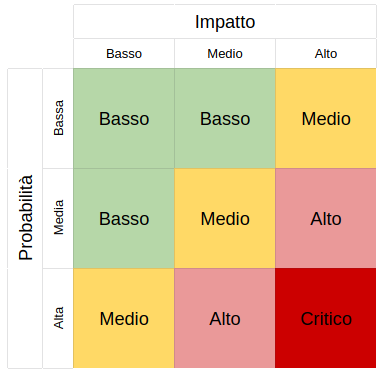 Impatto
Basso Medio Alto
Probabilità
Bassa Basso Basso Medio
Media Basso Medio Alto
Alta Medio Alto Critico